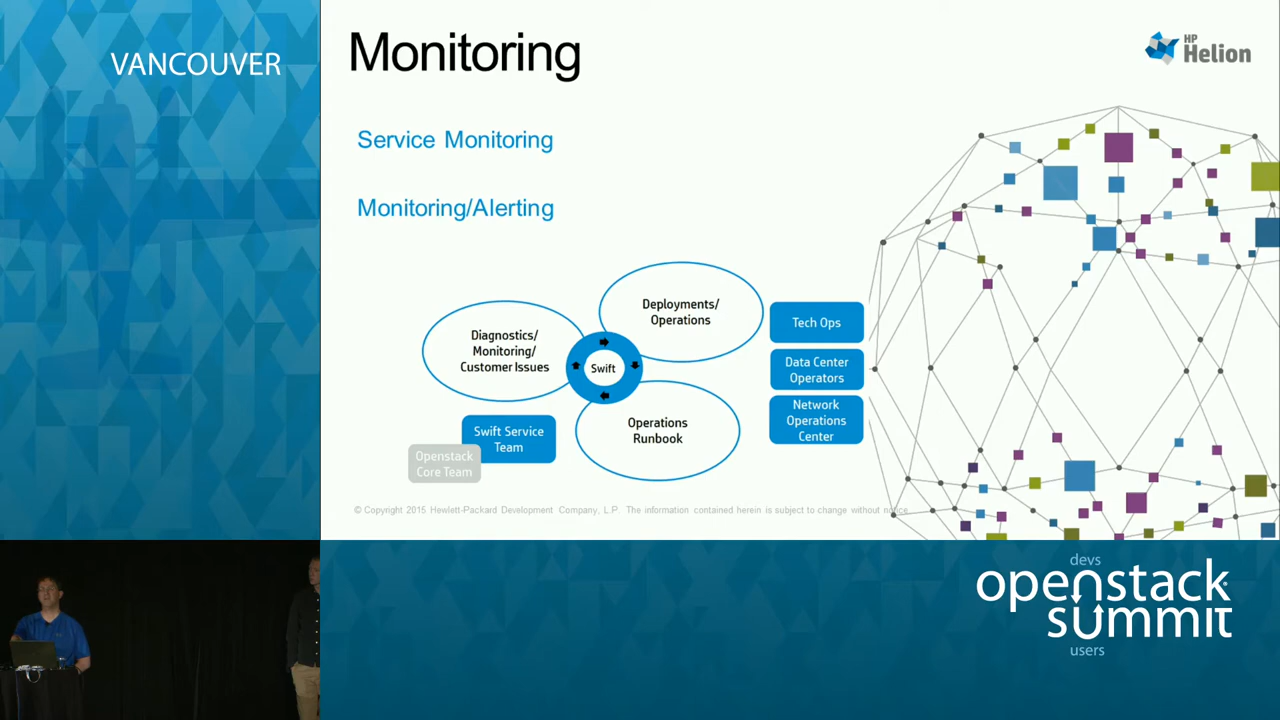 VANCOUVER
Monitoring
HP
Helion
Service Monitoring
Monitoring/Alerting
Deployments/
Operations
Diagnostics/
Monitoring/
Customer Issues
Swift
Operations
Runbook
Tech Ops
Data Center
Operators
Network
Operations
Center
Swift Service
Team
Openstack
Core Team
© Copyright 2015 Hewlett-Packard Development Company, L.P. The information contained herein is subject to change without notice.
devs
openstack
summit
users